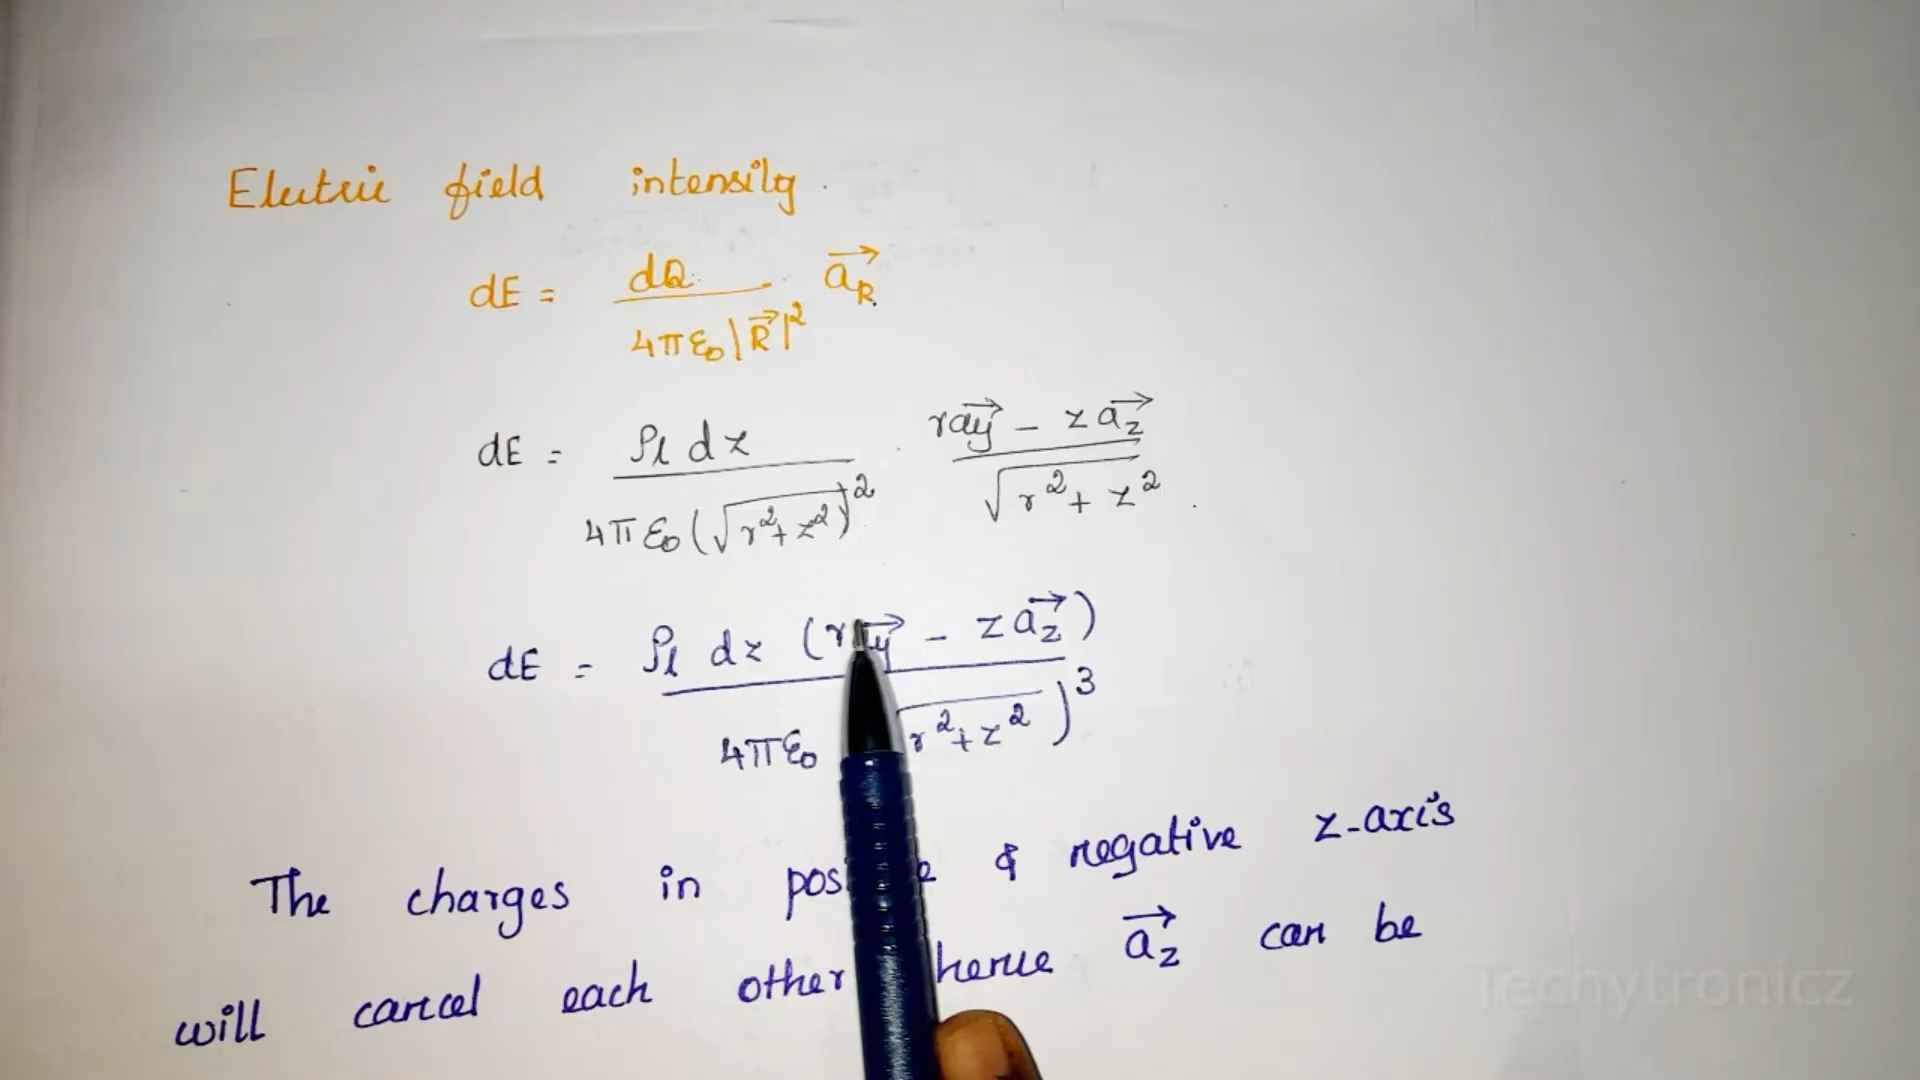 Electric field intensity.
dE = dQ / 4πε₀|R⃗|² a⃗R
dE = ρl dz / 4πε₀(√r²+z²)² · ra⃗y − za⃗z / √r²+z²
dE = ρl dz (ra⃗y − za⃗z) / 4πε₀ √r²+z²)³
The charges in & negative z-axis
will cancel each other hence a⃗z can be
Techytronicz